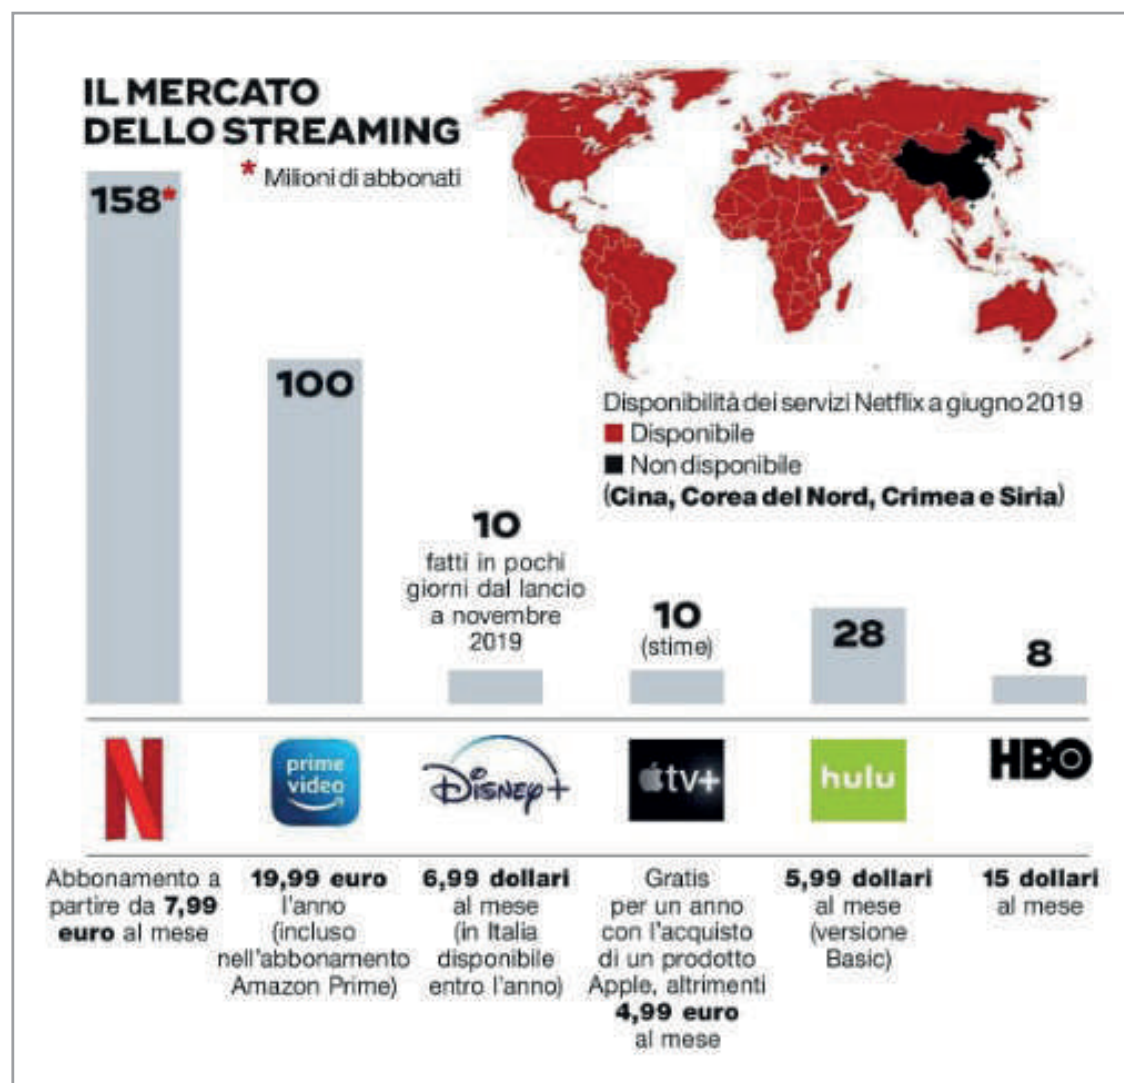 IL MERCATO
DELLO STREAMING
* Milioni di abbonati
158*
100
10
fatti in pochi
giorni dal lancio
a novembre
2019
10
(stime)
28
8
Disponibilità dei servizi Netflix a giugno 2019
Disponibile
Non disponibile
(Cina, Corea del Nord, Crimea e Siria)
N
prime
video
Disney+
tv+
hulu
HBO
Abbonamento a
partire da 7,99
euro al mese
19,99 euro
l'anno
(incluso
nell'abbonamento
Amazon Prime)
6,99 dollari
al mese
(in Italia
disponibile
entro l'anno)
Gratis
per un anno
con l'acquisto
di un prodotto
Apple, altrimenti
4,99 euro
al mese
5,99 dollari
al mese
(versione
Basic)
15 dollari
al mese